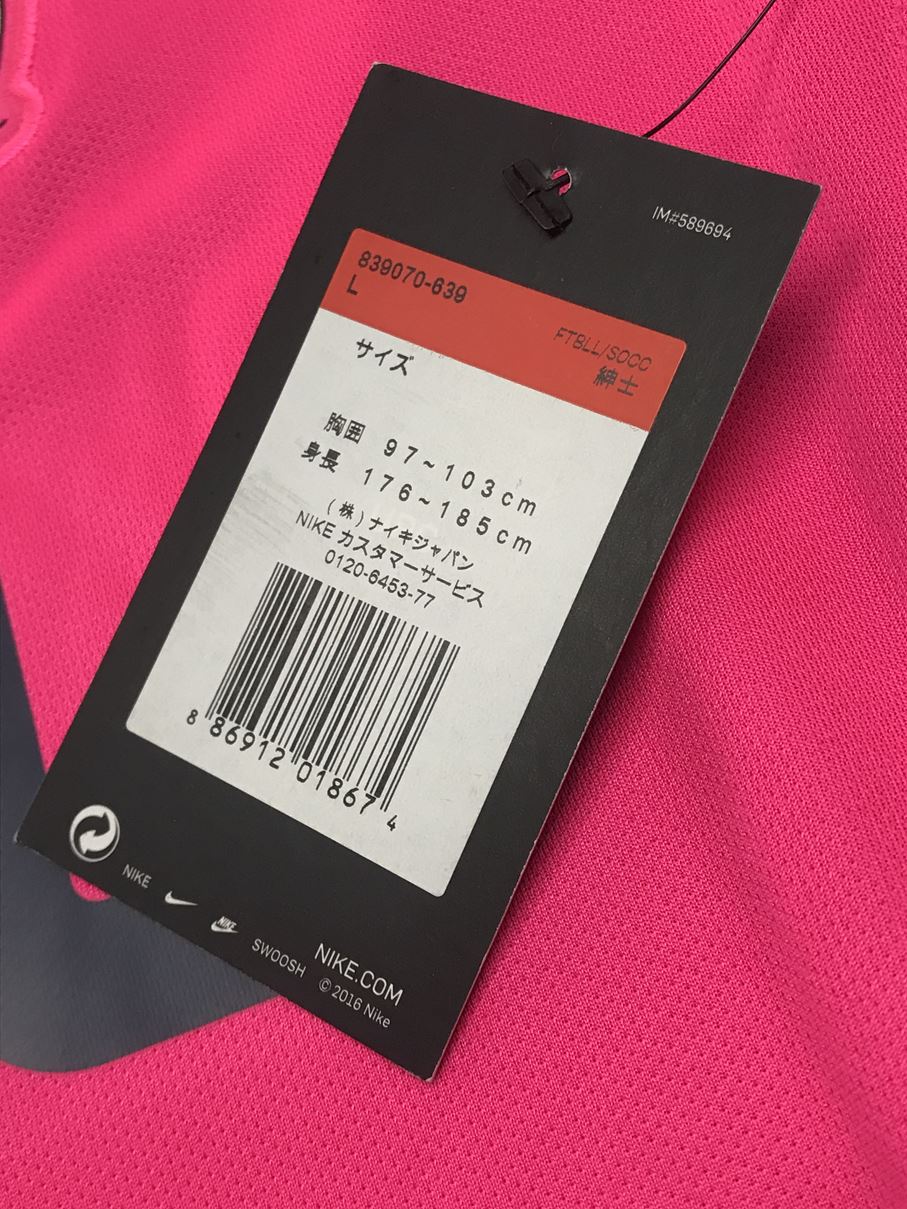 IM#589694
839070-639
L
FTBLL/SOCC
紳士
サイズ
胸囲 97~103cm
身長 176~185cm
(株)ナイキジャパン
NIKE カスタマーサービス
0120-6453-77
8 86912 01867 4
NIKE
NIKE
SWOOSH
NIKE.COM
© 2016 Nike